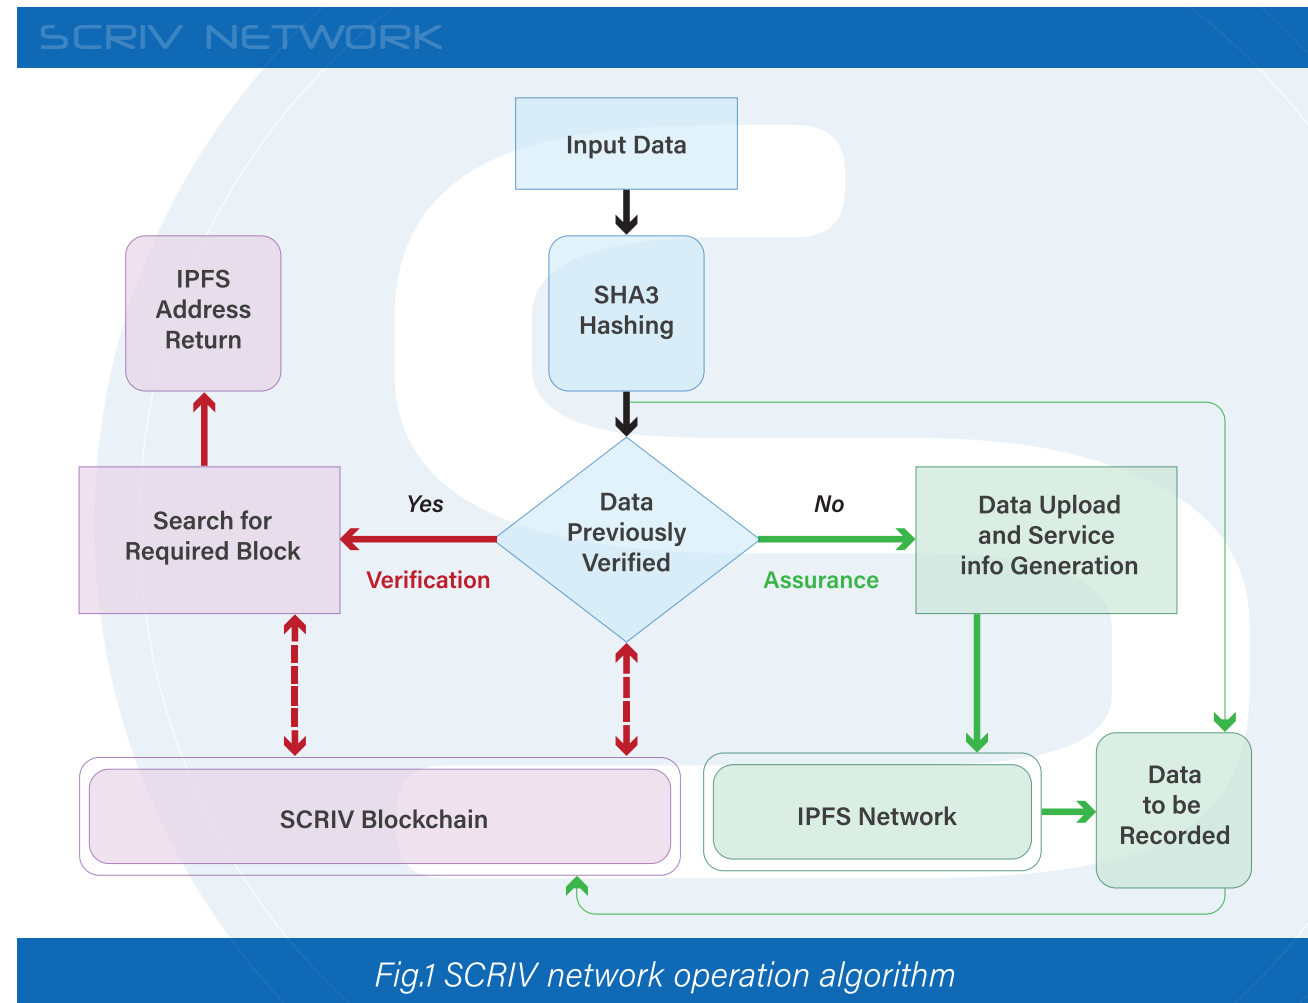 SCRIV NETWORK
Input Data
SHA3
Hashing
IPFS
Address
Return
Data
Previously
Verified
Yes
Verification
No
Assurance
Search for
Required Block
Data Upload
and Service
info Generation
SCRIV Blockchain
IPFS Network
Data
to be
Recorded
Fig.1 SCRIV network operation algorithm